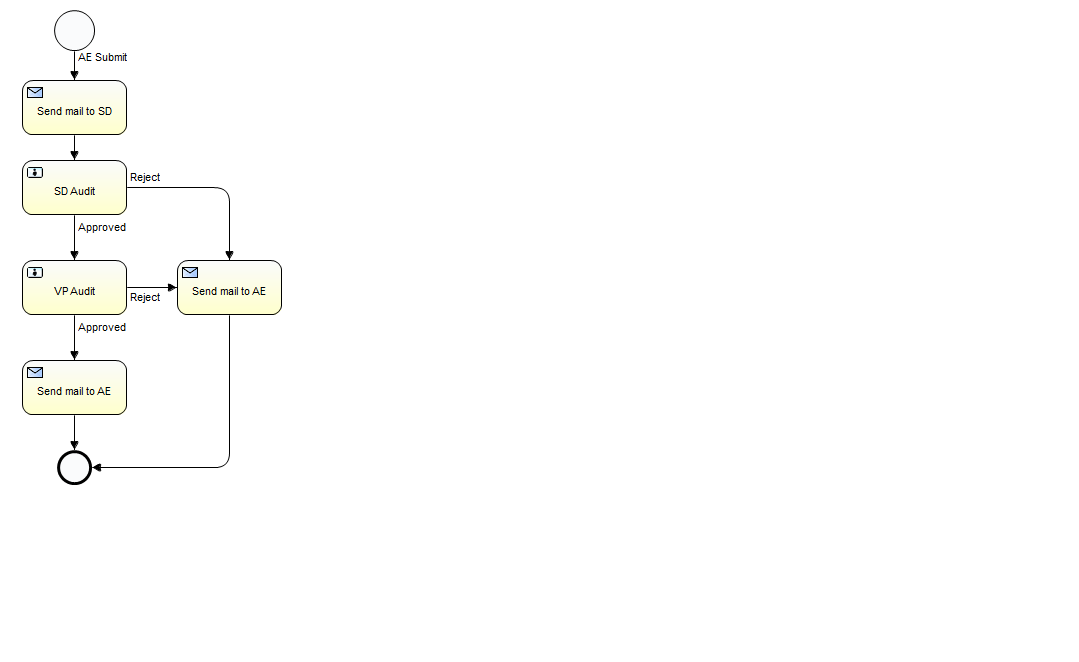 AE Submit
Send mail to SD
Reject
SD Audit
Approved
VP Audit
Send mail to AE
Reject
Approved
Send mail to AE